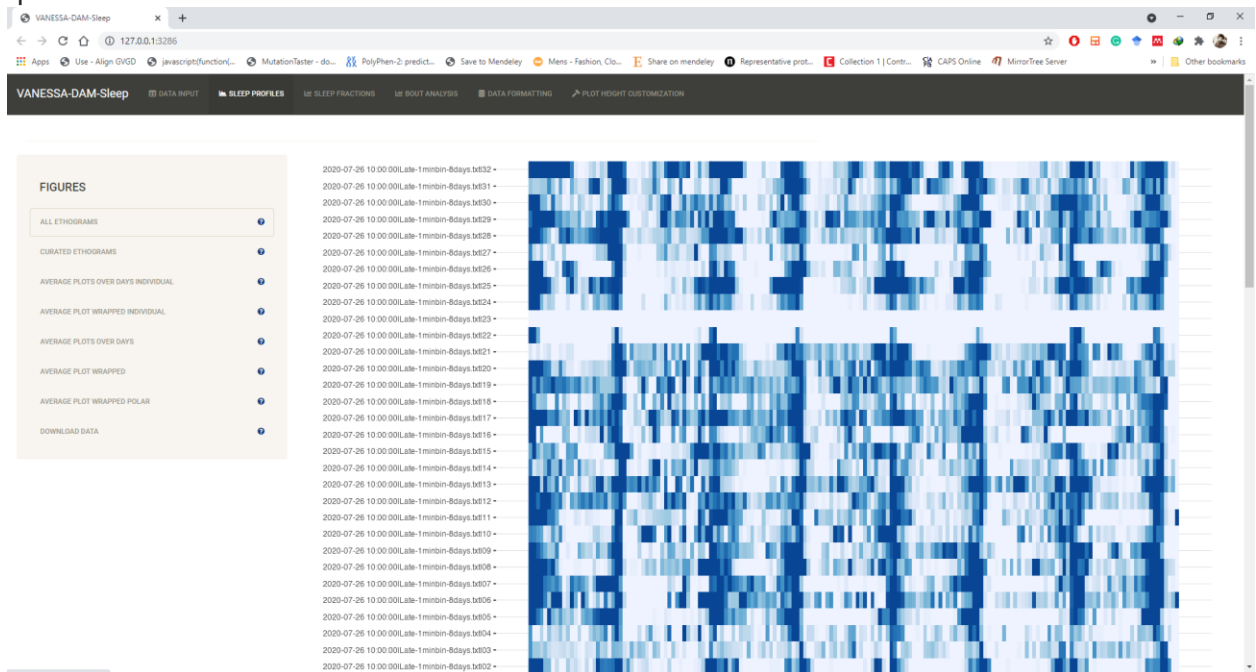 VANESSA-DAM-Sleep
127.0.0.1:3286
Apps Use - Align GVGD javascript:(function(... MutationTaster - do... PolyPhen-2: predict... Save to Mendeley Mens - Fashion, Clo... Share on mendeley Representative prot... Collection 1 | Contr... CAPS Online MirrorTree Server » Other bookmarks
VANESSA-DAM-Sleep DATA INPUT SLEEP PROFILES SLEEP FRACTIONS BOUT ANALYSIS DATA FORMATTING PLOT HEIGHT CUSTOMIZATION
FIGURES
ALL ETHOGRAMS
CURATED ETHOGRAMS
AVERAGE PLOTS OVER DAYS INDIVIDUAL
AVERAGE PLOT WRAPPED INDIVIDUAL
AVERAGE PLOTS OVER DAYS
AVERAGE PLOT WRAPPED
AVERAGE PLOT WRAPPED POLAR
DOWNLOAD DATA
2020-07-26 10:00:00|Late-1minbin-8days.txt|32
2020-07-26 10:00:00|Late-1minbin-8days.txt|31
2020-07-26 10:00:00|Late-1minbin-8days.txt|30
2020-07-26 10:00:00|Late-1minbin-8days.txt|29
2020-07-26 10:00:00|Late-1minbin-8days.txt|28
2020-07-26 10:00:00|Late-1minbin-8days.txt|27
2020-07-26 10:00:00|Late-1minbin-8days.txt|26
2020-07-26 10:00:00|Late-1minbin-8days.txt|25
2020-07-26 10:00:00|Late-1minbin-8days.txt|24
2020-07-26 10:00:00|Late-1minbin-8days.txt|23
2020-07-26 10:00:00|Late-1minbin-8days.txt|22
2020-07-26 10:00:00|Late-1minbin-8days.txt|21
2020-07-26 10:00:00|Late-1minbin-8days.txt|20
2020-07-26 10:00:00|Late-1minbin-8days.txt|19
2020-07-26 10:00:00|Late-1minbin-8days.txt|18
2020-07-26 10:00:00|Late-1minbin-8days.txt|17
2020-07-26 10:00:00|Late-1minbin-8days.txt|16
2020-07-26 10:00:00|Late-1minbin-8days.txt|15
2020-07-26 10:00:00|Late-1minbin-8days.txt|14
2020-07-26 10:00:00|Late-1minbin-8days.txt|13
2020-07-26 10:00:00|Late-1minbin-8days.txt|12
2020-07-26 10:00:00|Late-1minbin-8days.txt|11
2020-07-26 10:00:00|Late-1minbin-8days.txt|10
2020-07-26 10:00:00|Late-1minbin-8days.txt|09
2020-07-26 10:00:00|Late-1minbin-8days.txt|08
2020-07-26 10:00:00|Late-1minbin-8days.txt|07
2020-07-26 10:00:00|Late-1minbin-8days.txt|06
2020-07-26 10:00:00|Late-1minbin-8days.txt|05
2020-07-26 10:00:00|Late-1minbin-8days.txt|04
2020-07-26 10:00:00|Late-1minbin-8days.txt|03
2020-07-26 10:00:00|Late-1minbin-8days.txt|02